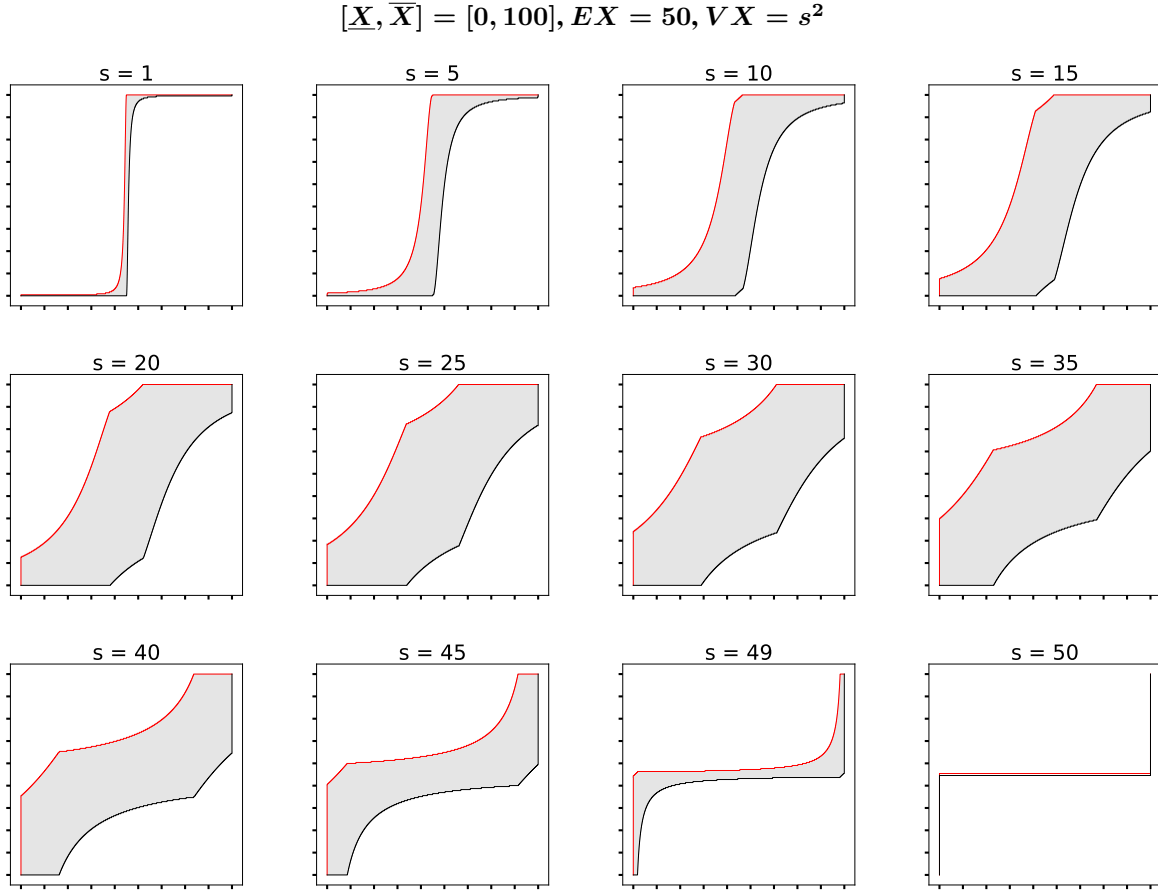 [X, X̅] = [0, 100], EX = 50, VX = s²
s = 1
s = 5
s = 10
s = 15
s = 20
s = 25
s = 30
s = 35
s = 40
s = 45
s = 49
s = 50